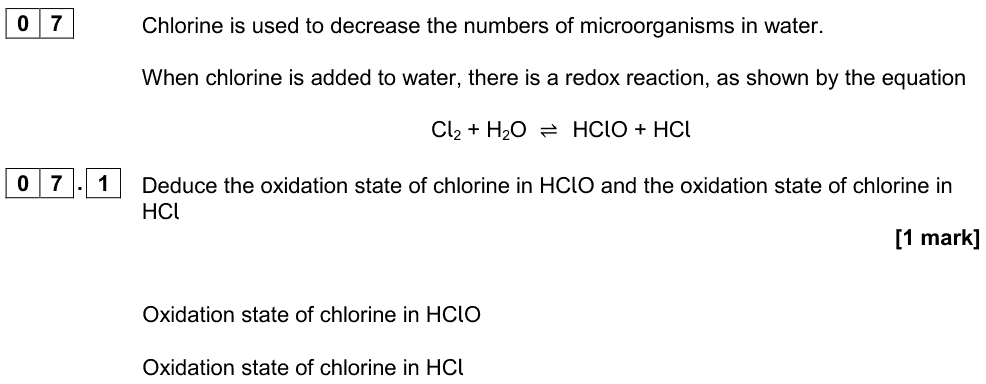 0 7 Chlorine is used to decrease the numbers of microorganisms in water.
When chlorine is added to water, there is a redox reaction, as shown by the equation
Cl₂ + H₂O ⇌ HClO + HCl
0 7 . 1 Deduce the oxidation state of chlorine in HClO and the oxidation state of chlorine in
HCl
[1 mark]
Oxidation state of chlorine in HClO
Oxidation state of chlorine in HCl